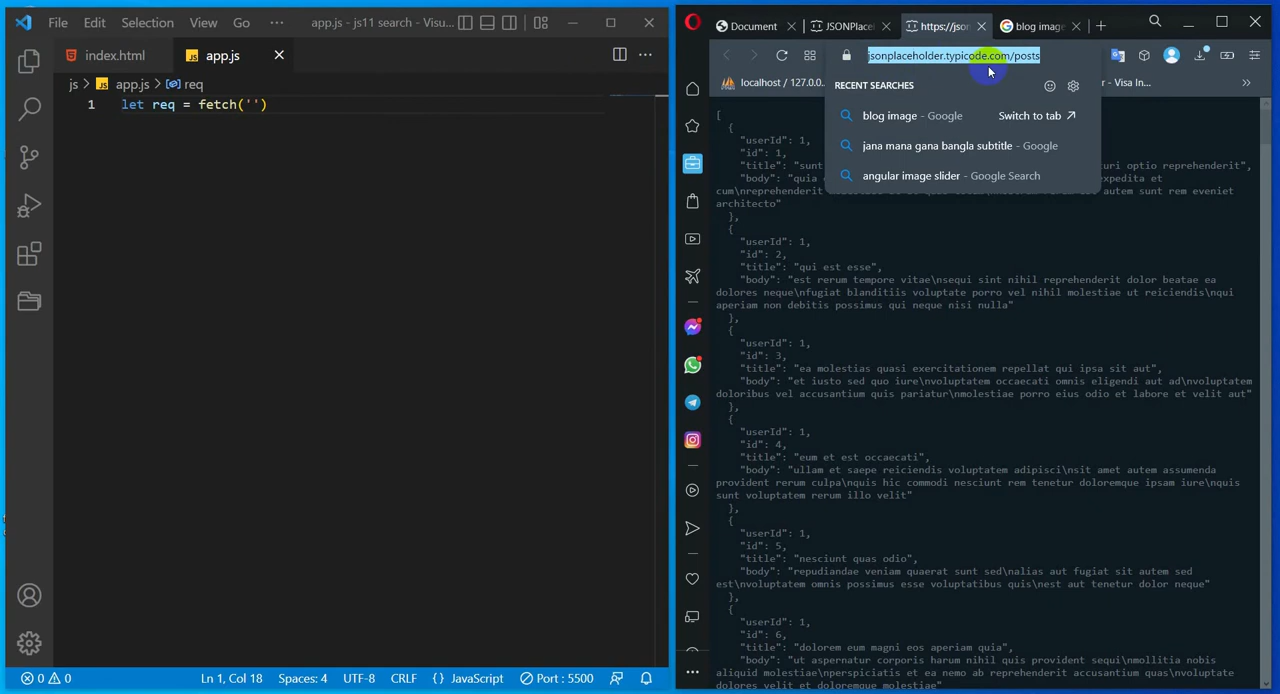 File Edit Selection View Go ··· app.js - js11 search - Visu...
index.html app.js
js > app.js > req
1 let req = fetch('')
0 0 Ln 1, Col 18 Spaces: 4 UTF-8 CRLF {} JavaScript Port : 5500
Document JSONPlace https://json blog image
jsonplaceholder.typicode.com/posts
localhost / 127.0.0... r - Visa In...
RECENT SEARCHES
blog image - Google Switch to tab
jana mana gana bangla subtitle - Google
angular image slider - Google Search
[
{
"userId": 1,
"id": 1,
"title": "sunt uri optio reprehenderit",
"body": "quia expedita et
cum\nreprehenderit autem sunt rem eveniet
architecto"
},
{
"userId": 1,
"id": 2,
"title": "qui est esse",
"body": "est rerum tempore vitae\nsequi sint nihil reprehenderit dolor beatae ea
dolores neque\nfugiat blanditiis voluptate porro vel nihil molestiae ut reiciendis\nqui
aperiam non debitis possimus qui neque nisi nulla"
},
{
"userId": 1,
"id": 3,
"title": "ea molestias quasi exercitationem repellat qui ipsa sit aut",
"body": "et iusto sed quo iure\nvoluptatem occaecati omnis eligendi aut ad\nvoluptatem
doloribus vel accusantium quis pariatur\nmolestiae porro eius odio et labore et velit aut"
},
{
"userId": 1,
"id": 4,
"title": "eum et est occaecati",
"body": "ullam et saepe reiciendis voluptatem adipisci\nsit amet autem assumenda
provident rerum culpa\nquis hic commodi nesciunt rem tenetur doloremque ipsam iure\nquis
sunt voluptatem rerum illo velit"
},
{
"userId": 1,
"id": 5,
"title": "nesciunt quas odio",
"body": "repudiandae veniam quaerat sunt sed\nalias aut fugiat sit autem sed
est\nvoluptatem omnis possimus esse voluptatibus quis\nest aut tenetur dolor neque"
},
{
"userId": 1,
"id": 6,
"title": "dolorem eum magni eos aperiam quia",
"body": "ut aspernatur corporis harum nihil quis provident sequi\nmollitia nobis
aliquid molestiae\nperspiciatis et ea nemo ab reprehenderit accusantium quas\nvoluptate
dolores velit et doloremque molestiae"